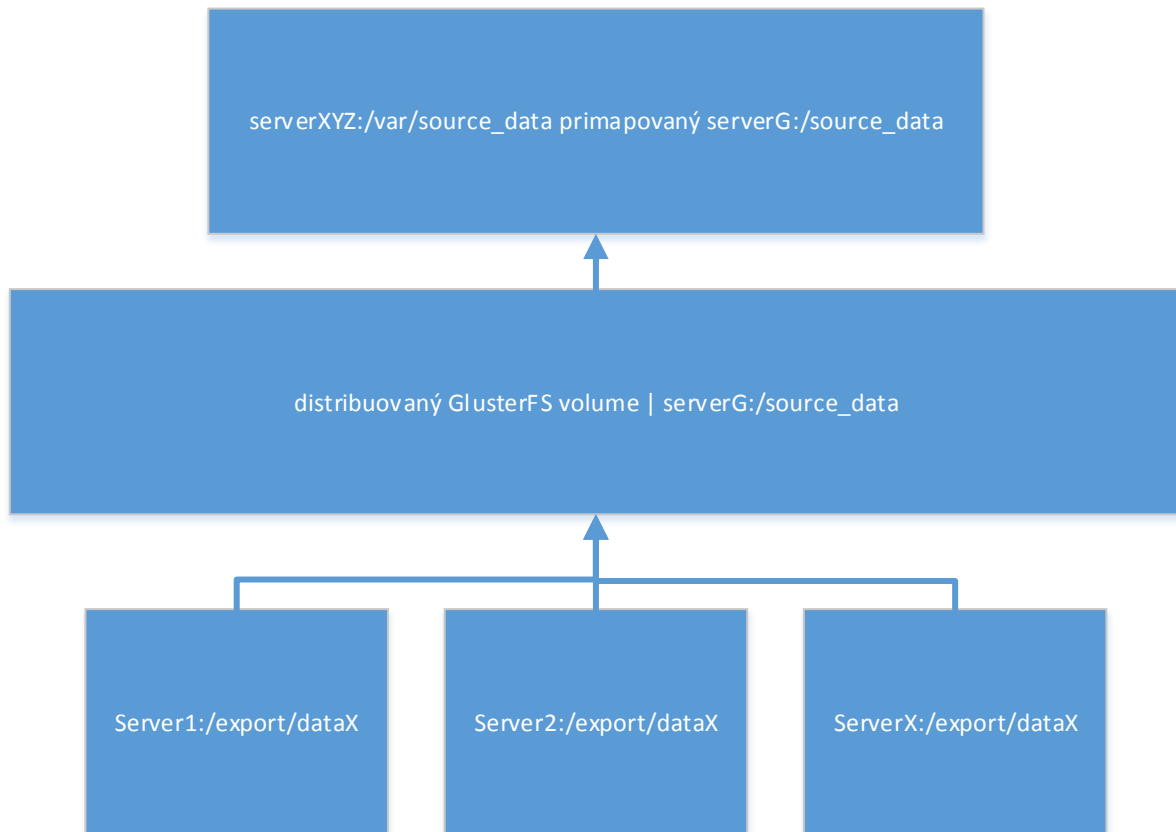 serverXYZ:/var/source_data primapovaný serverG:/source_data
distribuovaný GlusterFS volume | serverG:/source_data
Server1:/export/dataX
Server2:/export/dataX
ServerX:/export/dataX